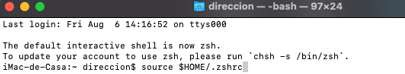 direccion — -bash — 97×24
Last login: Fri Aug  6 14:16:52 on ttys000
The default interactive shell is now zsh.
To update your account to use zsh, please run `chsh -s /bin/zsh`.
iMac-de-Casa:~ direccion$ source $HOME/.zshrc